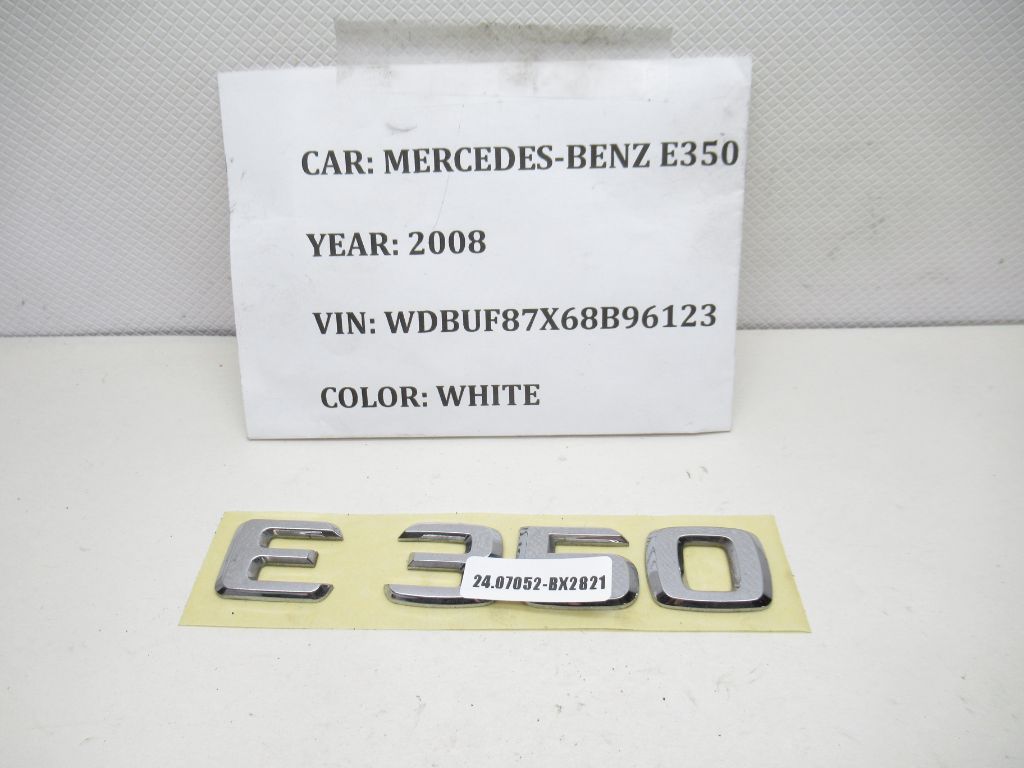 CAR: MERCEDES-BENZ E350
YEAR: 2008
VIN: WDBUF87X68B96123
COLOR: WHITE
E 350
24.07052-BX2821